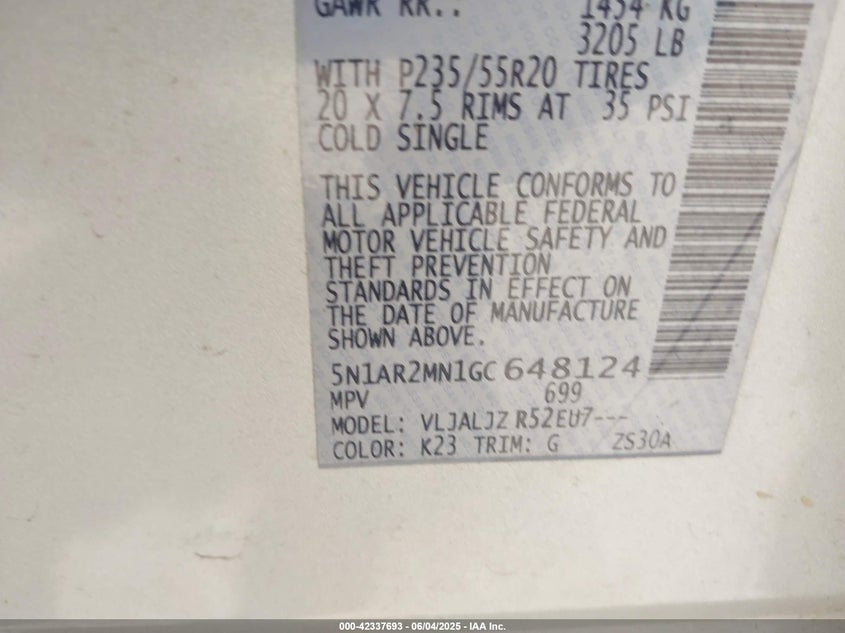 GAWR RR.: 1454 KG
3205 LB
WITH P235/55R20 TIRES
20 X 7.5 RIMS AT 35 PSI
COLD SINGLE
THIS VEHICLE CONFORMS TO
ALL APPLICABLE FEDERAL
MOTOR VEHICLE SAFETY AND
THEFT PREVENTION
STANDARDS IN EFFECT ON
THE DATE OF MANUFACTURE
SHOWN ABOVE.
5N1AR2MN1GC648124
MPV 699
MODEL: VLJALJZ R52EU7---
COLOR: K23 TRIM: G ZS30A
000-42337693 - 06/04/2025 - IAA Inc.